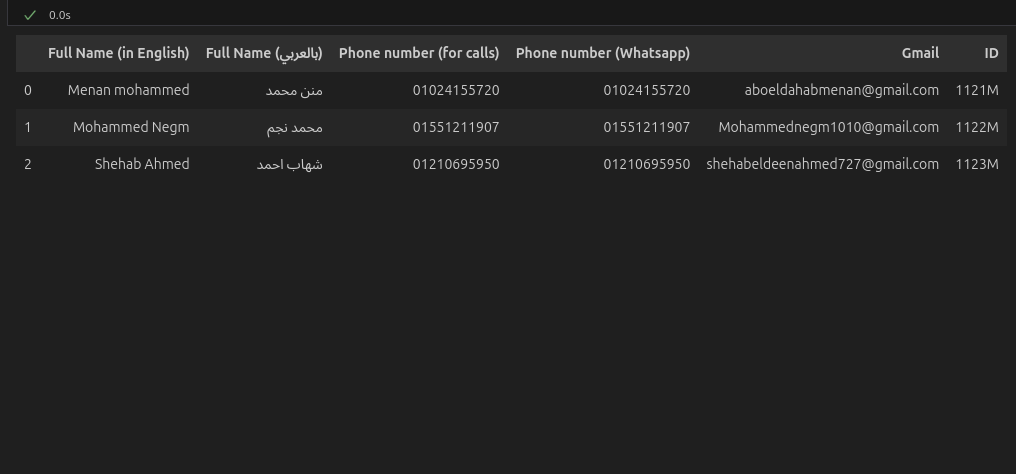 0.0s
Full Name (in English) Full Name (بالعربي) Phone number (for calls) Phone number (Whatsapp) Gmail ID
0 Menan mohammed منن محمد 01024155720 01024155720 aboeldahabmenan@gmail.com 1121M
1 Mohammed Negm محمد نجم 01551211907 01551211907 Mohammednegm1010@gmail.com 1122M
2 Shehab Ahmed شهاب احمد 01210695950 01210695950 shehabeldeenahmed727@gmail.com 1123M